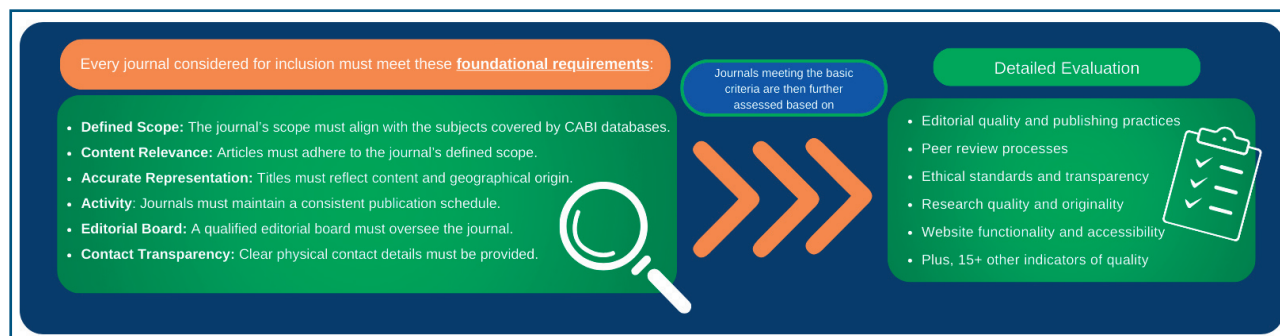 Every journal considered for inclusion must meet these foundational requirements:
• Defined Scope: The journal's scope must align with the subjects covered by CABI databases.
• Content Relevance: Articles must adhere to the journal's defined scope.
• Accurate Representation: Titles must reflect content and geographical origin.
• Activity: Journals must maintain a consistent publication schedule.
• Editorial Board: A qualified editorial board must oversee the journal.
• Contact Transparency: Clear physical contact details must be provided.
Journals meeting the basic
criteria are then further
assessed based on
Detailed Evaluation
• Editorial quality and publishing practices
• Peer review processes
• Ethical standards and transparency
• Research quality and originality
• Website functionality and accessibility
• Plus, 15+ other indicators of quality